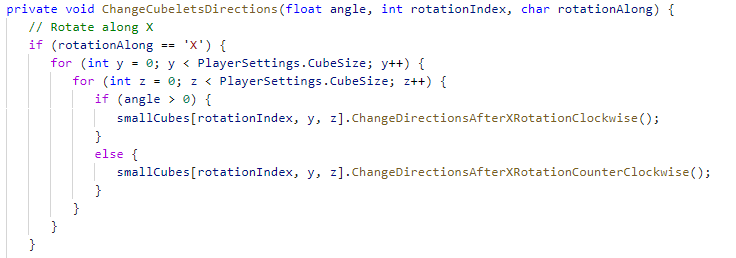 private void ChangeCubeletsDirections(float angle, int rotationIndex, char rotationAlong) {
// Rotate along X
if (rotationAlong == 'X') {
for (int y = 0; y < PlayerSettings.CubeSize; y++) {
for (int z = 0; z < PlayerSettings.CubeSize; z++) {
if (angle > 0) {
smallCubes[rotationIndex, y, z].ChangeDirectionsAfterXRotationClockwise();
}
else {
smallCubes[rotationIndex, y, z].ChangeDirectionsAfterXRotationCounterClockwise();
}
}
}
}